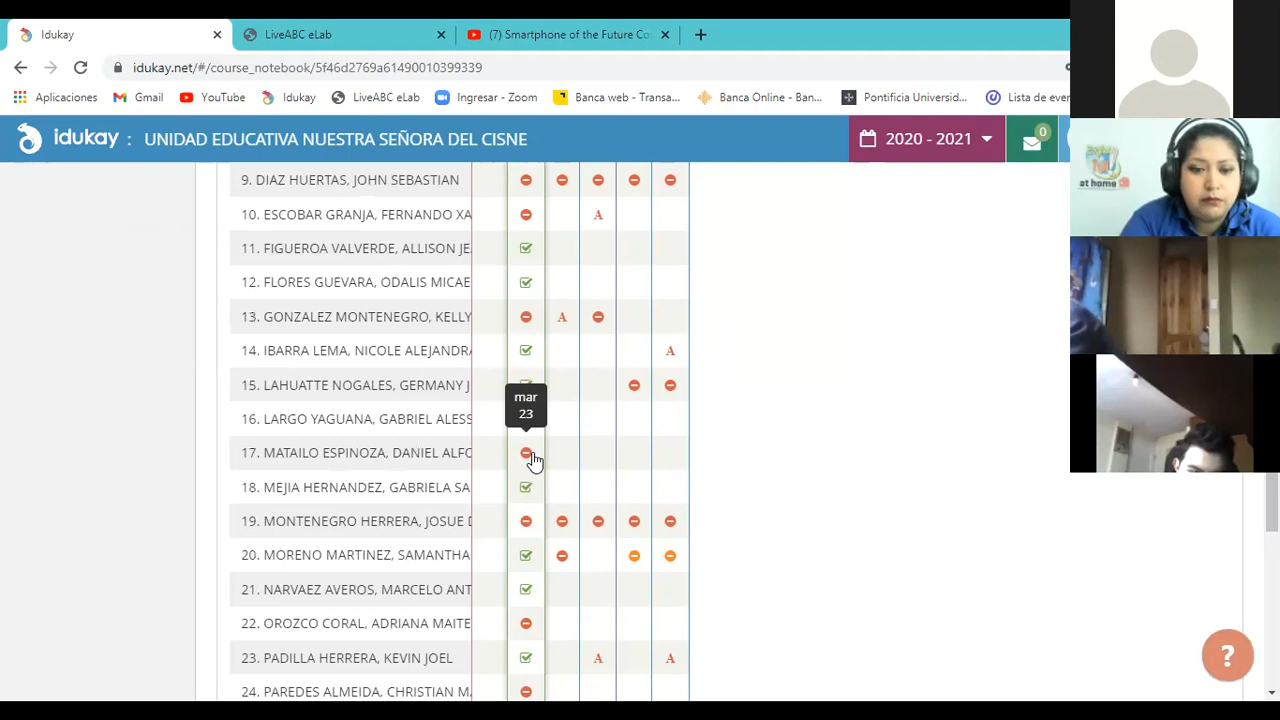 Idukay
LiveABC eLab
(7) Smartphone of the Future Co
idukay.net/#/course_notebook/5f46d2769a61490010399339
Aplicaciones Gmail YouTube Idukay LiveABC eLab Ingresar - Zoom Banca web - Transa... Banca Online - Ban... Pontificia Universid... Lista de ever
idukay : UNIDAD EDUCATIVA NUESTRA SEÑORA DEL CISNE 2020 - 2021 0
9. DIAZ HUERTAS, JOHN SEBASTIAN
10. ESCOBAR GRANJA, FERNANDO XA A
11. FIGUEROA VALVERDE, ALLISON JE
12. FLORES GUEVARA, ODALIS MICAE
13. GONZALEZ MONTENEGRO, KELLY A
14. IBARRA LEMA, NICOLE ALEJANDRA A
15. LAHUATTE NOGALES, GERMANY J
mar
23
16. LARGO YAGUANA, GABRIEL ALESS
17. MATAILO ESPINOZA, DANIEL ALFO
18. MEJIA HERNANDEZ, GABRIELA SA
19. MONTENEGRO HERRERA, JOSUE D
20. MORENO MARTINEZ, SAMANTHA
21. NARVAEZ AVEROS, MARCELO ANT
22. OROZCO CORAL, ADRIANA MAITE
23. PADILLA HERRERA, KEVIN JOEL A A
24. PAREDES ALMEIDA, CHRISTIAN MA
?
at home